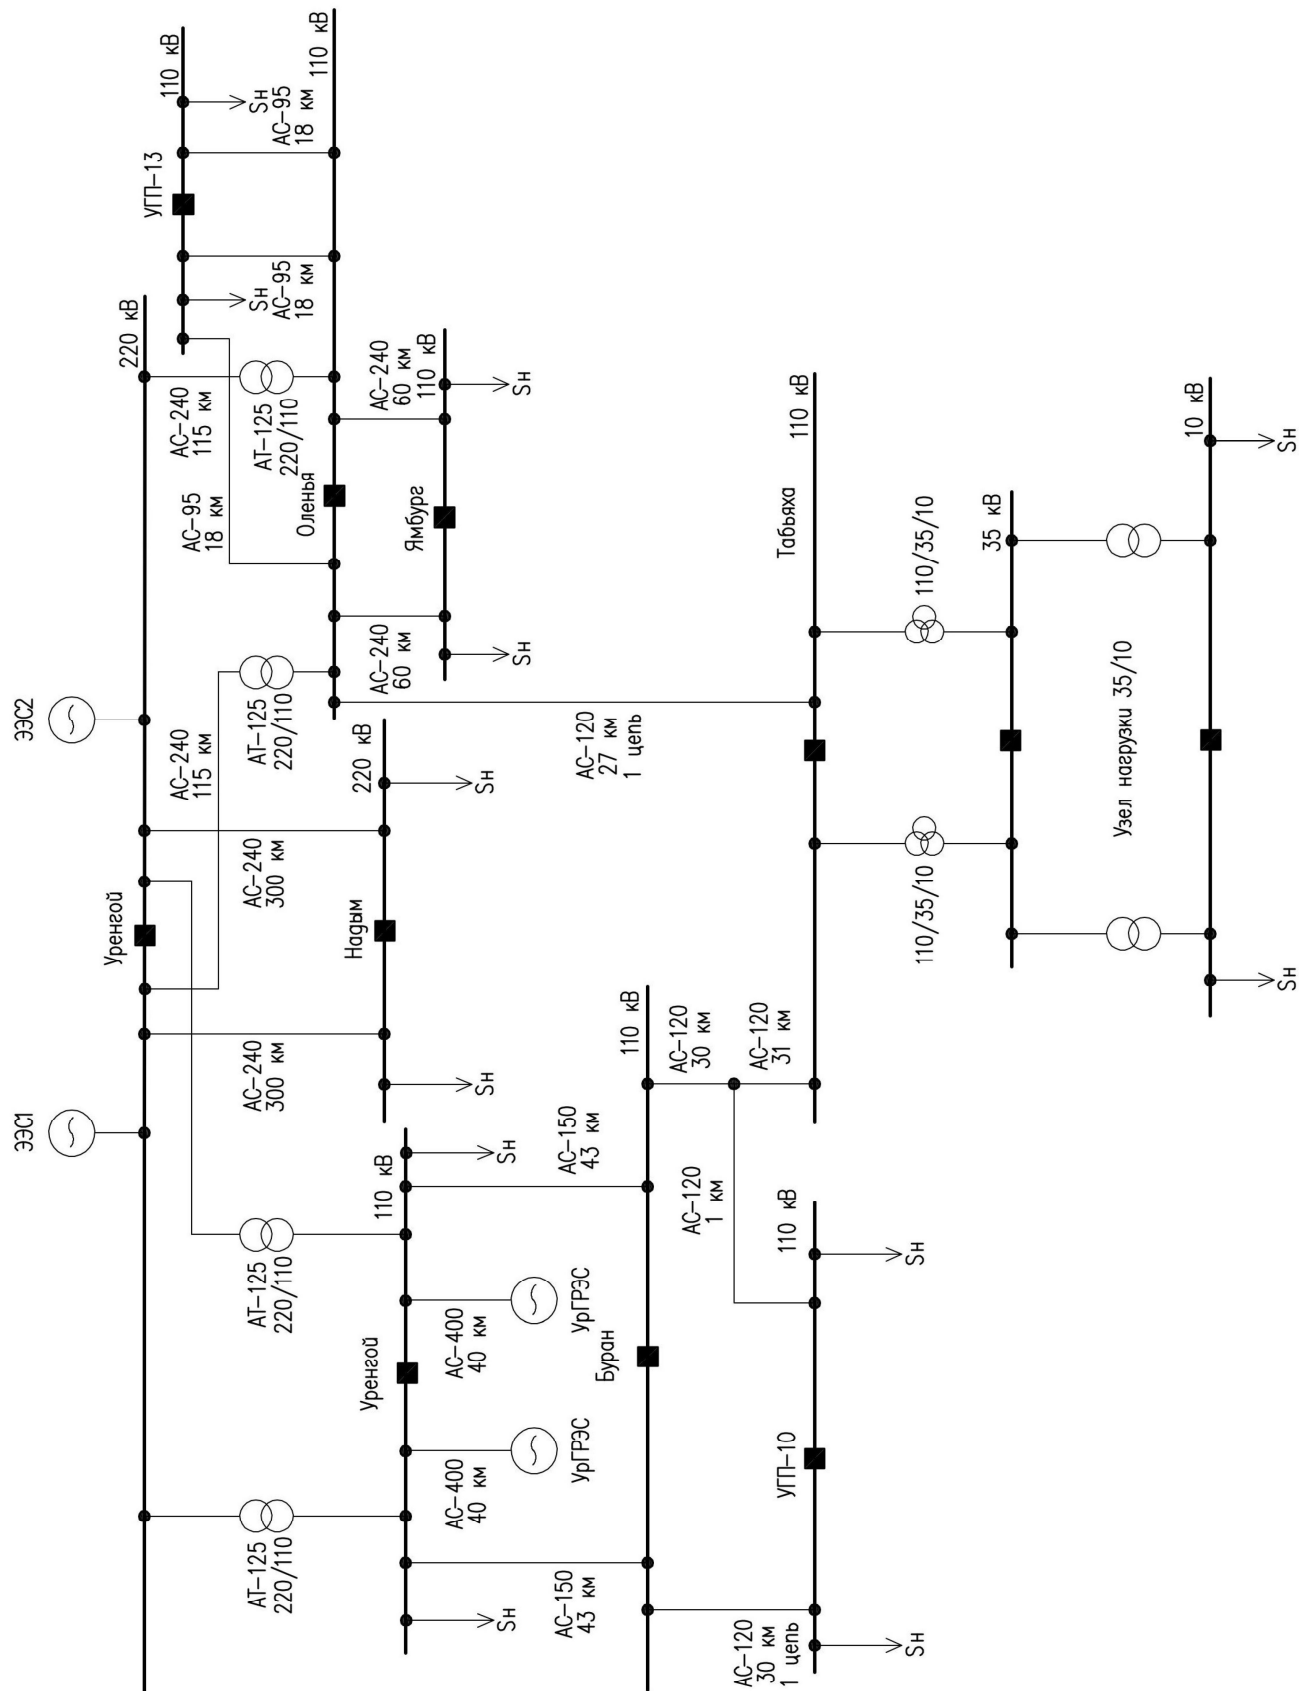 ЭЭС1
ЭЭС2
Уренгой
220 кВ
АС-240
115 км
АС-240
115 км
АС-95
18 км
УГП-13
110 кВ
Sн
АС-95
18 км
Sн
АС-95
18 км
АТ-125
220/110
АТ-125
220/110
АТ-125
220/110
АТ-125
220/110
АС-240
300 км
АС-240
300 км
Оленья
110 кВ
Надым
220 кВ
Sн
Sн
АС-240
60 км
АС-240
60 км
Ямбург
110 кВ
Sн
Sн
Уренгой
110 кВ
Sн
Sн
АС-400
40 км
УрГРЭС
АС-400
40 км
УрГРЭС
АС-150
43 км
АС-150
43 км
АС-120
27 км
1 цепь
Буран
110 кВ
АС-120
30 км
АС-120
31 км
АС-120
1 км
АС-120
30 км
1 цепь
УГП-10
110 кВ
Sн
Sн
Табьяха
110 кВ
110/35/10
110/35/10
35 кВ
Узел нагрузки 35/10
10 кВ
Sн
Sн